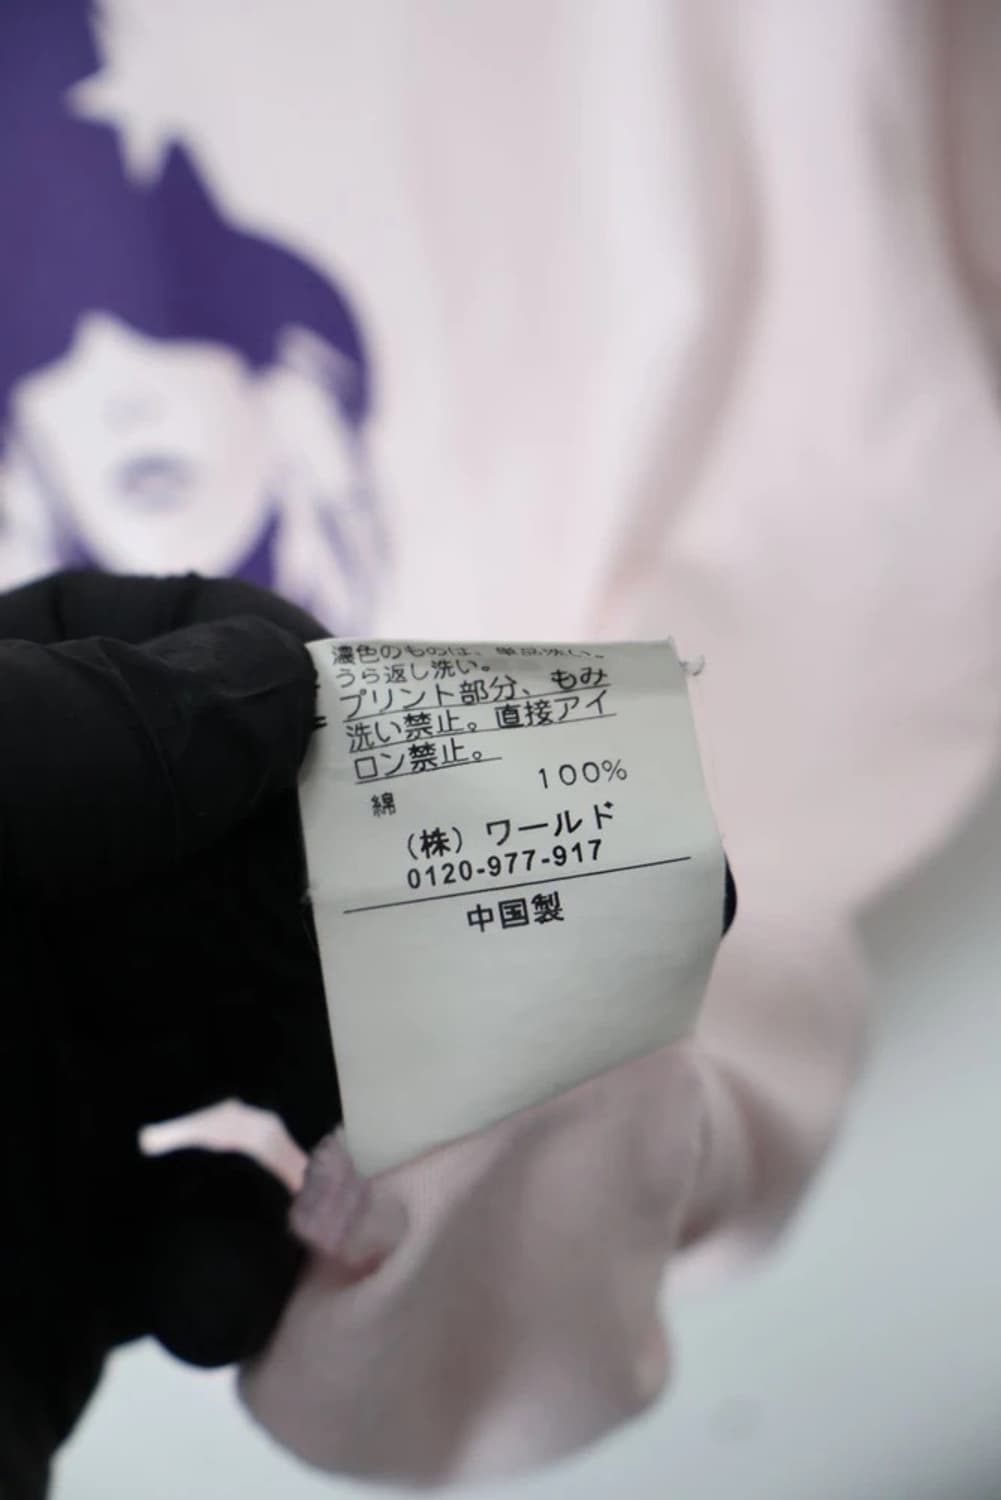 濃色のものは、単品洗い。
うら返し洗い。
プリント部分、もみ
洗い禁止。直接アイ
ロン禁止。
綿 100%
(株) ワールド
0120-977-917
中国製